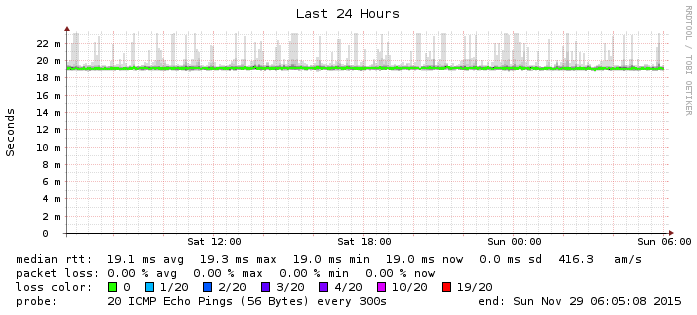 Last 24 Hours
RRDTOOL / TOBI OETIKER
Seconds
22 m
20 m
18 m
16 m
14 m
12 m
10 m
8 m
6 m
4 m
2 m
0
Sat 12:00 Sat 18:00 Sun 00:00 Sun 06:00
median rtt: 19.1 ms avg 19.3 ms max 19.0 ms min 19.0 ms now 0.0 ms sd 416.3 am/s
packet loss: 0.00 % avg 0.00 % max 0.00 % min 0.00 % now
loss color: 0 1/20 2/20 3/20 4/20 10/20 19/20
probe: 20 ICMP Echo Pings (56 Bytes) every 300s end: Sun Nov 29 06:05:08 2015